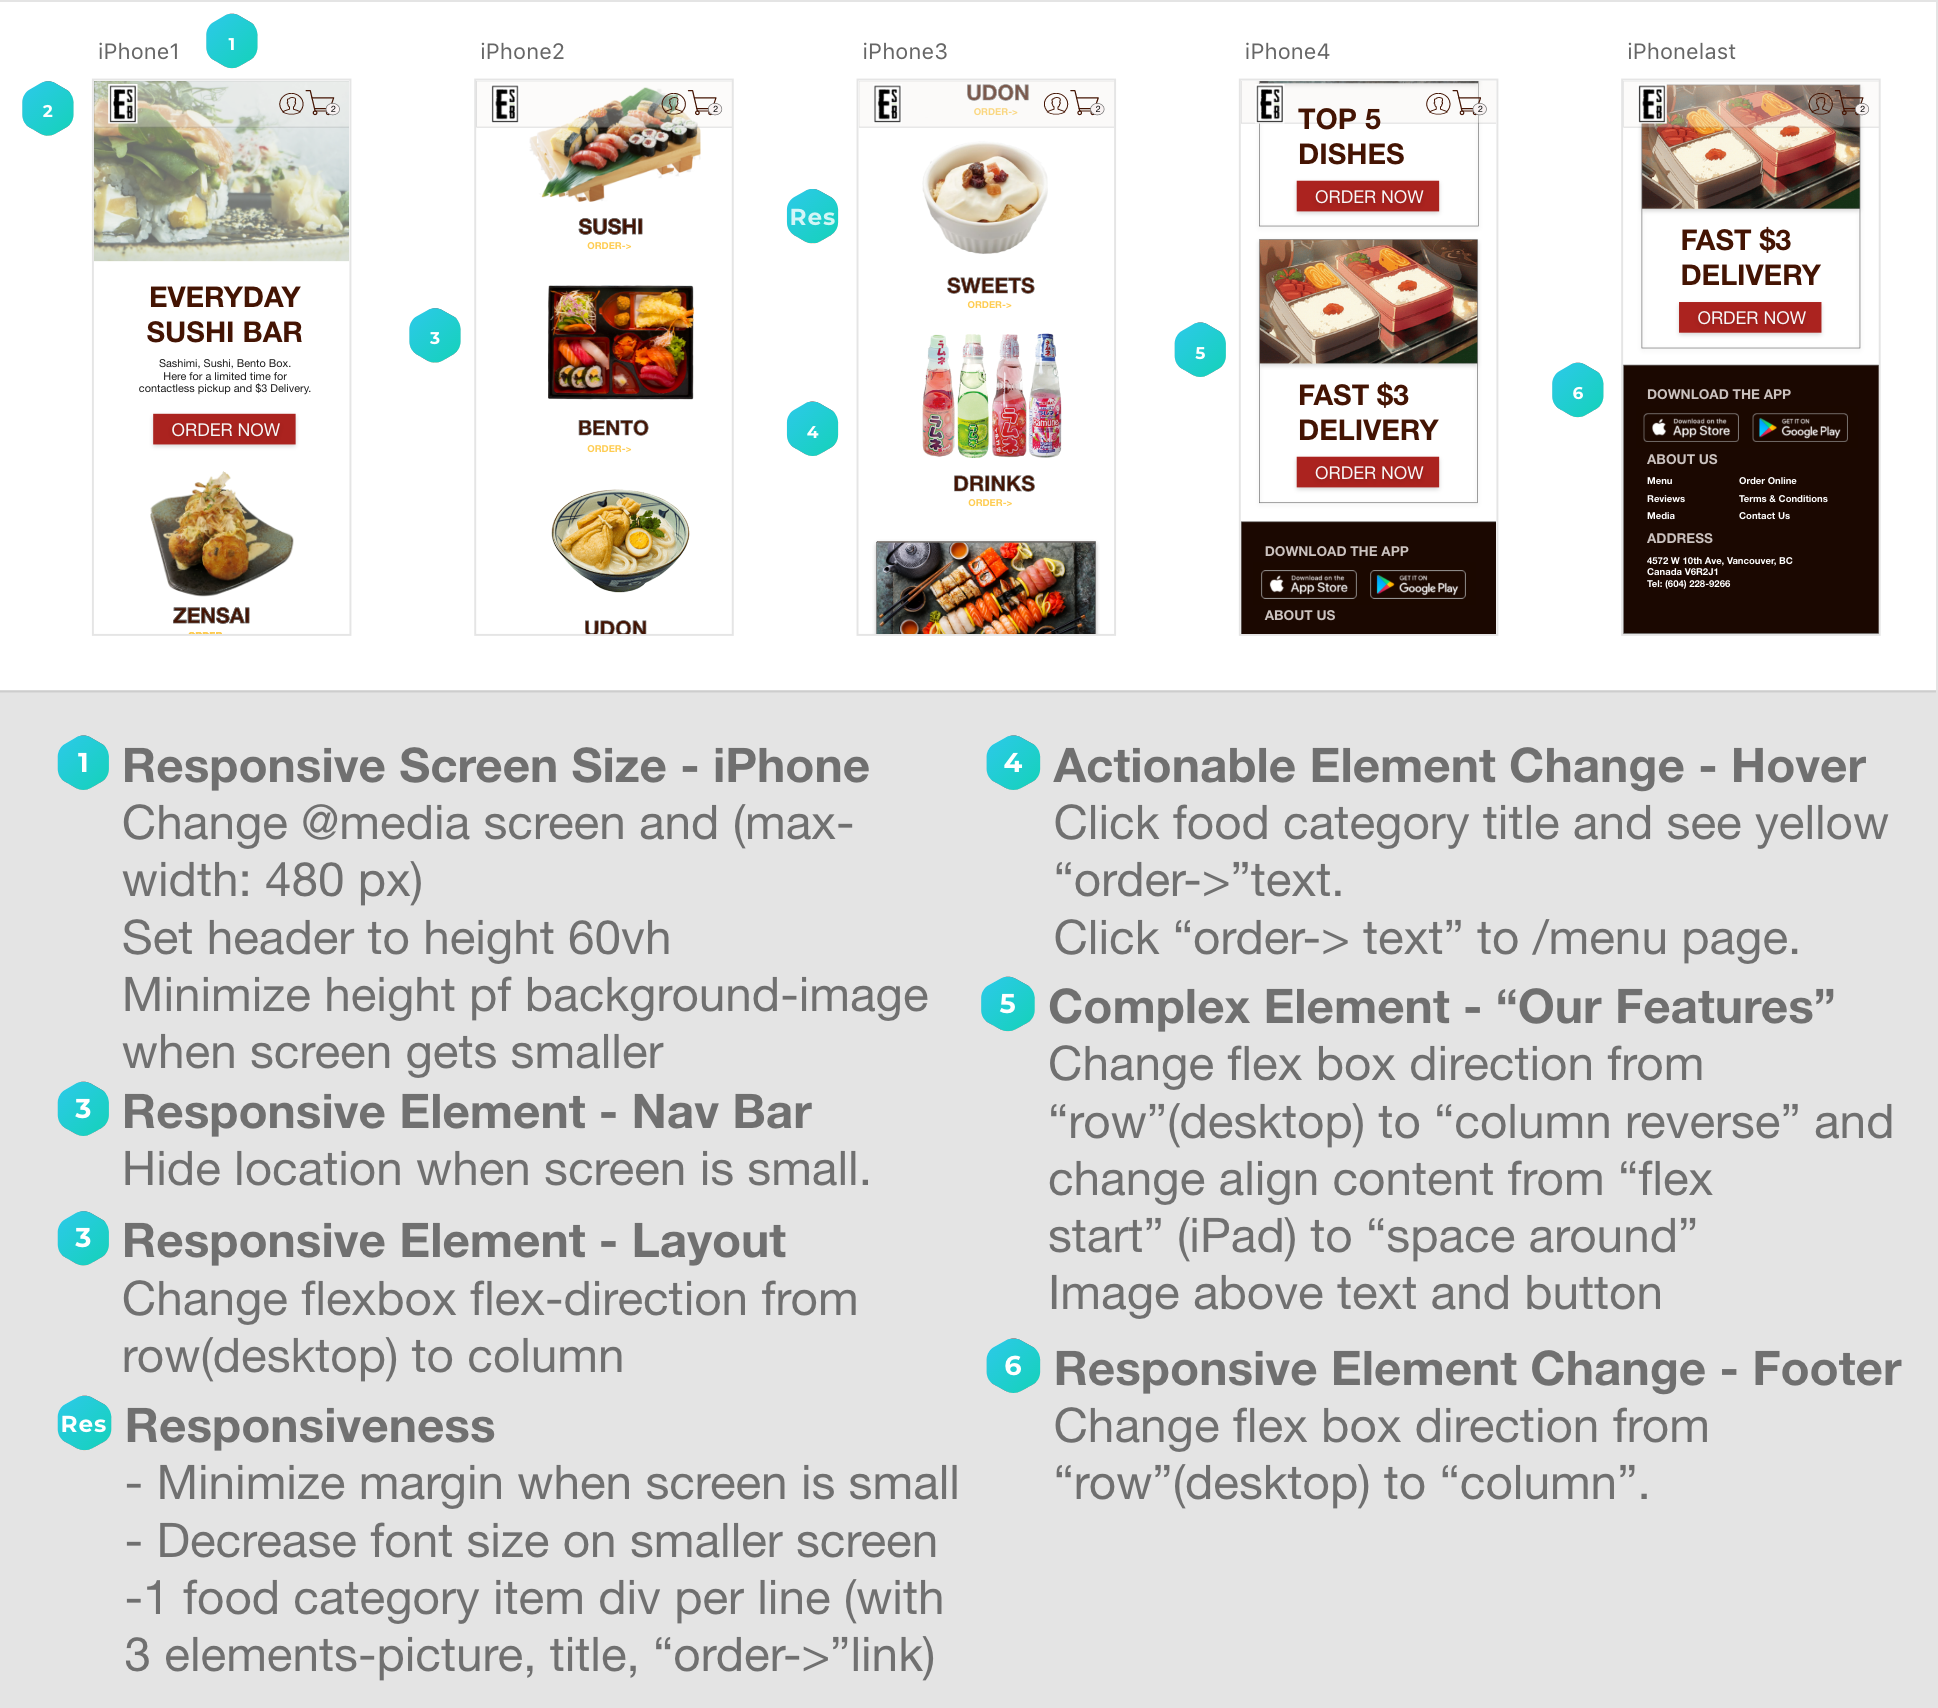 iPhone1
1
iPhone2
iPhone3
iPhone4
iPhonelast
2
ESB
2
EVERYDAY
SUSHI BAR
Sashimi, Sushi, Bento Box.
Here for a limited time for
contactless pickup and $3 Delivery.
ORDER NOW
ZENSAI
ESB
2
SUSHI
ORDER->
3
BENTO
ORDER->
UDON
ESB
UDON
ORDER->
2
Res
SWEETS
ORDER->
4
ラムネ
DRINKS
ORDER->
ESB
2
TOP 5
DISHES
ORDER NOW
5
FAST $3
DELIVERY
ORDER NOW
DOWNLOAD THE APP
Download on the
App Store
GET IT ON
Google Play
ABOUT US
ESB
2
FAST $3
DELIVERY
ORDER NOW
6
DOWNLOAD THE APP
Download on the
App Store
GET IT ON
Google Play
ABOUT US
Menu Order Online
Reviews Terms & Conditions
Media Contact Us
ADDRESS
4572 W 10th Ave, Vancouver, BC
Canada V6R2J1
Tel: (604) 228-9266
1 Responsive Screen Size - iPhone
Change @media screen and (max-
width: 480 px)
Set header to height 60vh
Minimize height pf background-image
when screen gets smaller
3 Responsive Element - Nav Bar
Hide location when screen is small.
3 Responsive Element - Layout
Change flexbox flex-direction from
row(desktop) to column
Res Responsiveness
- Minimize margin when screen is small
- Decrease font size on smaller screen
-1 food category item div per line (with
3 elements-picture, title, “order->”link)
4 Actionable Element Change - Hover
Click food category title and see yellow
“order->”text.
Click “order-> text” to /menu page.
5 Complex Element - “Our Features”
Change flex box direction from
“row”(desktop) to “column reverse” and
change align content from “flex
start” (iPad) to “space around”
Image above text and button
6 Responsive Element Change - Footer
Change flex box direction from
“row”(desktop) to “column”.